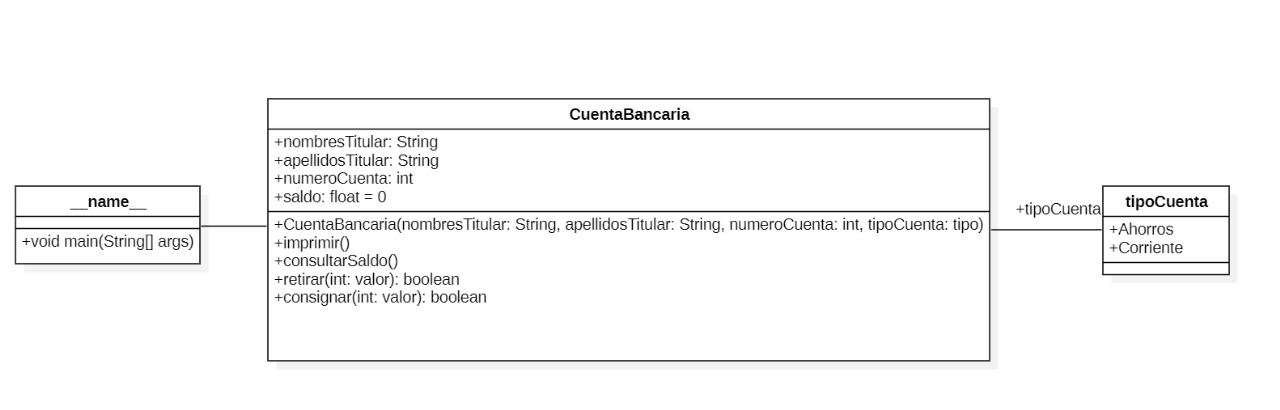 __name__
+void main(String[] args)
CuentaBancaria
+nombresTitular: String
+apellidosTitular: String
+numeroCuenta: int
+saldo: float = 0
+CuentaBancaria(nombresTitular: String, apellidosTitular: String, numeroCuenta: int, tipoCuenta: tipo)
+imprimir()
+consultarSaldo()
+retirar(int: valor): boolean
+consignar(int: valor): boolean
+tipoCuenta
tipoCuenta
+Ahorros
+Corriente